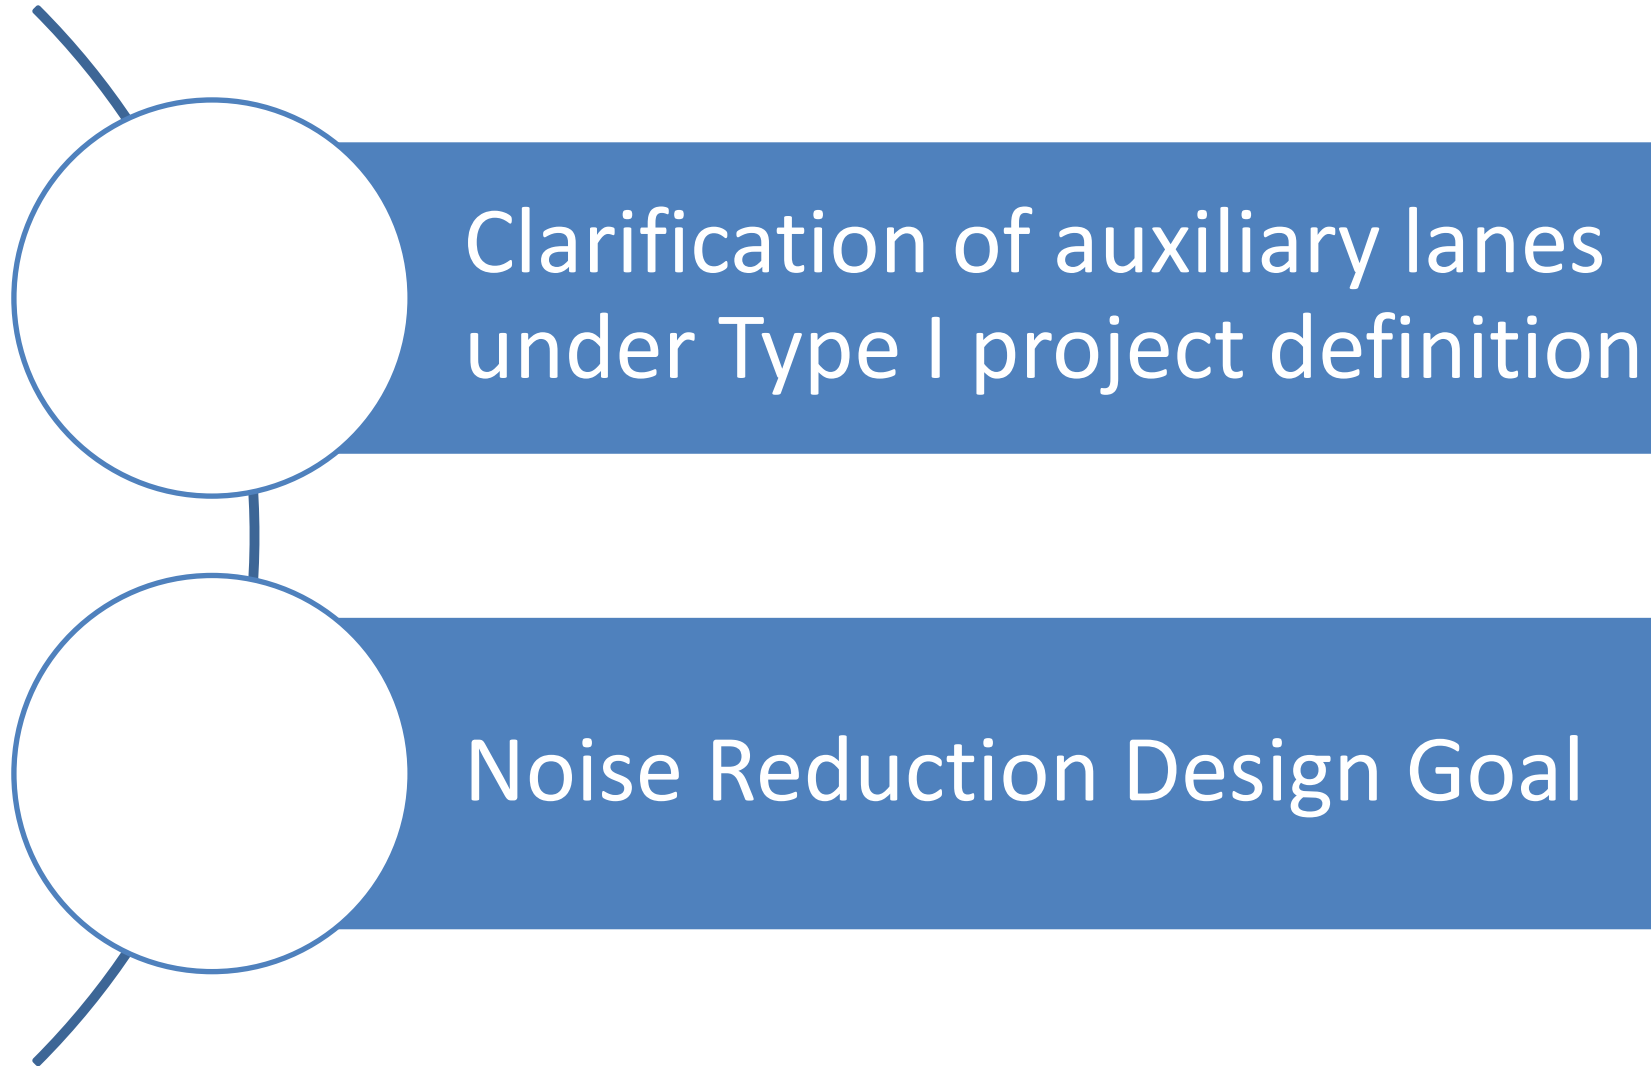 Clarification of auxiliary lanes
under Type I project definition
Noise Reduction Design Goal